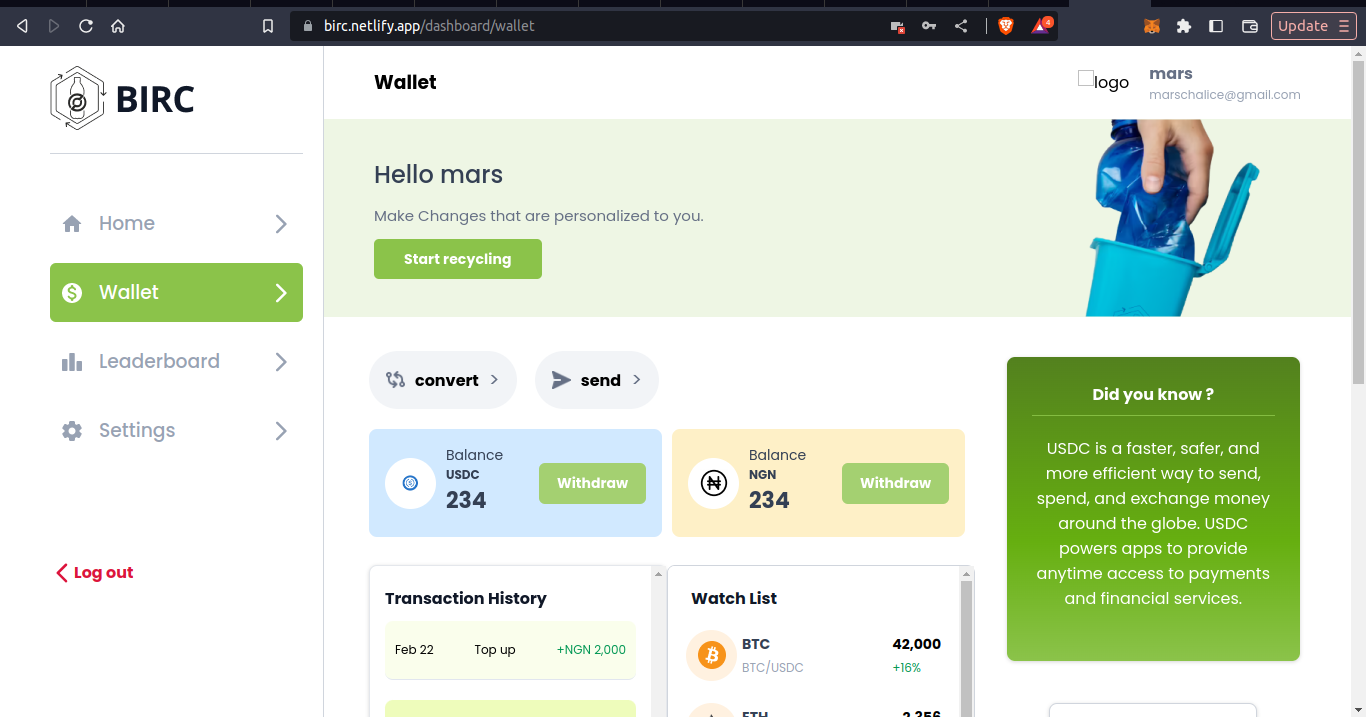 birc.netlify.app/dashboard/wallet
4
Update
BIRC
Home
Wallet
Leaderboard
Settings
Log out
Wallet
logo
mars
marschalice@gmail.com
Hello mars
Make Changes that are personalized to you.
Start recycling
convert
send
Balance
USDC
234
Withdraw
Balance
NGN
234
Withdraw
Did you know ?
USDC is a faster, safer, and
more efficient way to send,
spend, and exchange money
around the globe. USDC
powers apps to provide
anytime access to payments
and financial services.
Transaction History
Feb 22 Top up +NGN 2,000
Watch List
BTC 42,000
BTC/USDC +16%
ETH 2,356